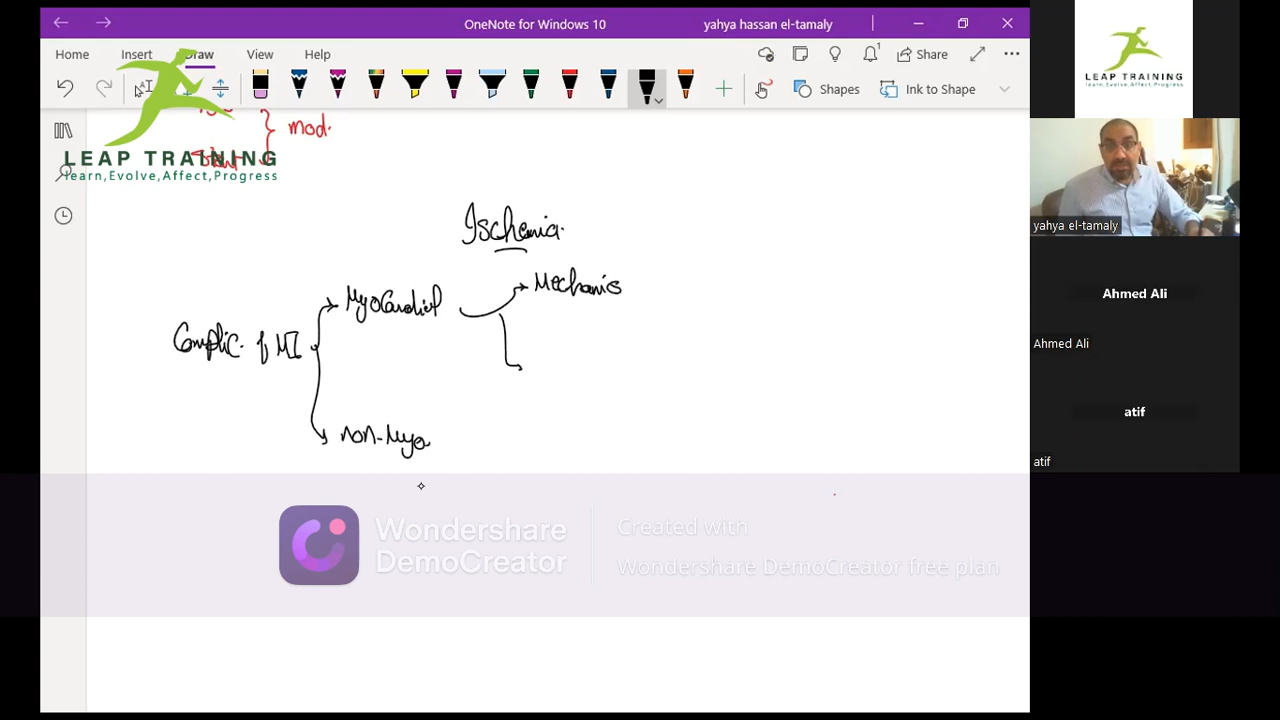 OneNote for Windows 10
yahya hassan el-tamaly
Home Insert Draw View Help
Share
Shapes
Ink to Shape
mod.
LEAP TRAINING
learn,Evolve,Affect,Progress
Ischemia.
Myocardial
Mechanic
Complic. of MI
non-Myo
Wondershare
DemoCreator
Created with
Wondershare DemoCreator free plan
LEAP TRAINING
learn, Evolve, Affect, Progress
yahya el-tamaly
Ahmed Ali
Ahmed Ali
atif
atif